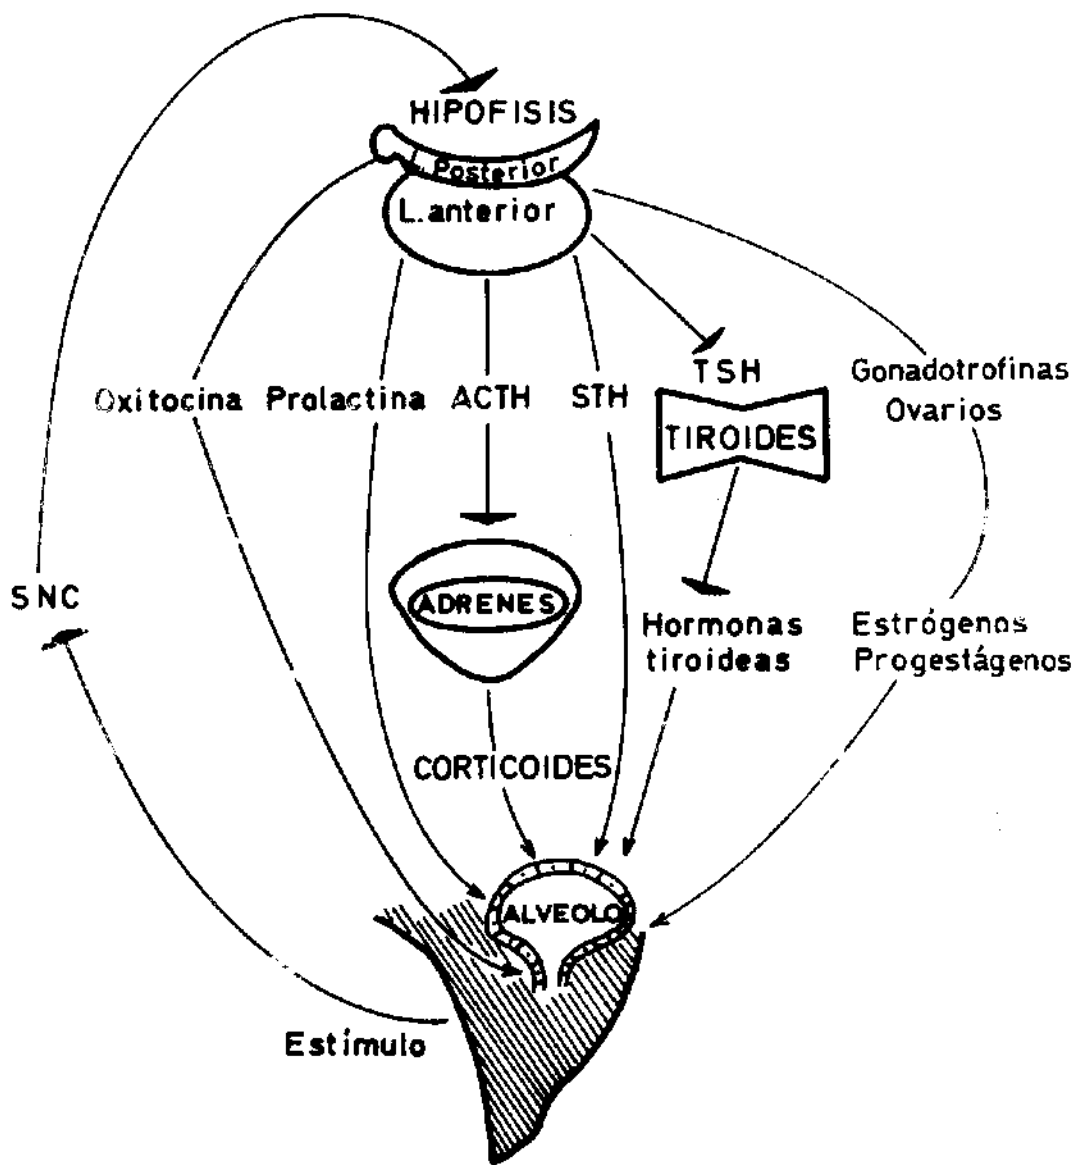 HIPOFISIS
Posterior
L.anterior
Oxitocina Prolactina ACTH STH
TSH
TIROIDES
Gonadotrofinas
Ovarios
SNC
ADRENES
Hormonas
tiroideas
Estrógenos
Progestágenos
CORTICOIDES
ALVEOLO
Estímulo